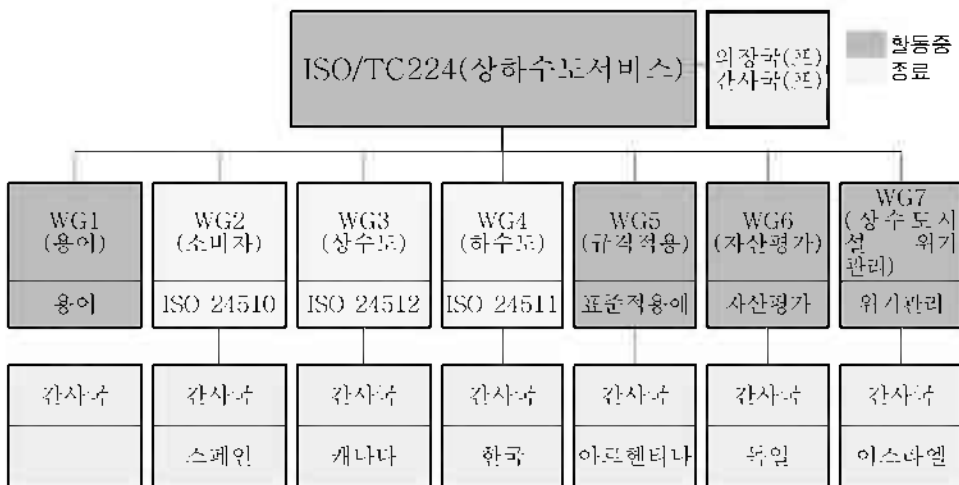 ISO/TC224(상하수도서비스)
의장국(프)
간사국(프)
활동중
종료
WG1
(용어)
용어
WG2
(소비자)
ISO 24510
WG3
(상수도)
ISO 24512
WG4
(하수도)
ISO 24511
WG5
(규격적용)
표준적용예
WG6
(자산평가)
자산평가
WG7
(상수도시
설 위기
관리)
위기관리
간사국
간사국
스페인
간사국
캐나다
간사국
한국
간사국
아르헨티나
간사국
독일
간사국
이스라엘